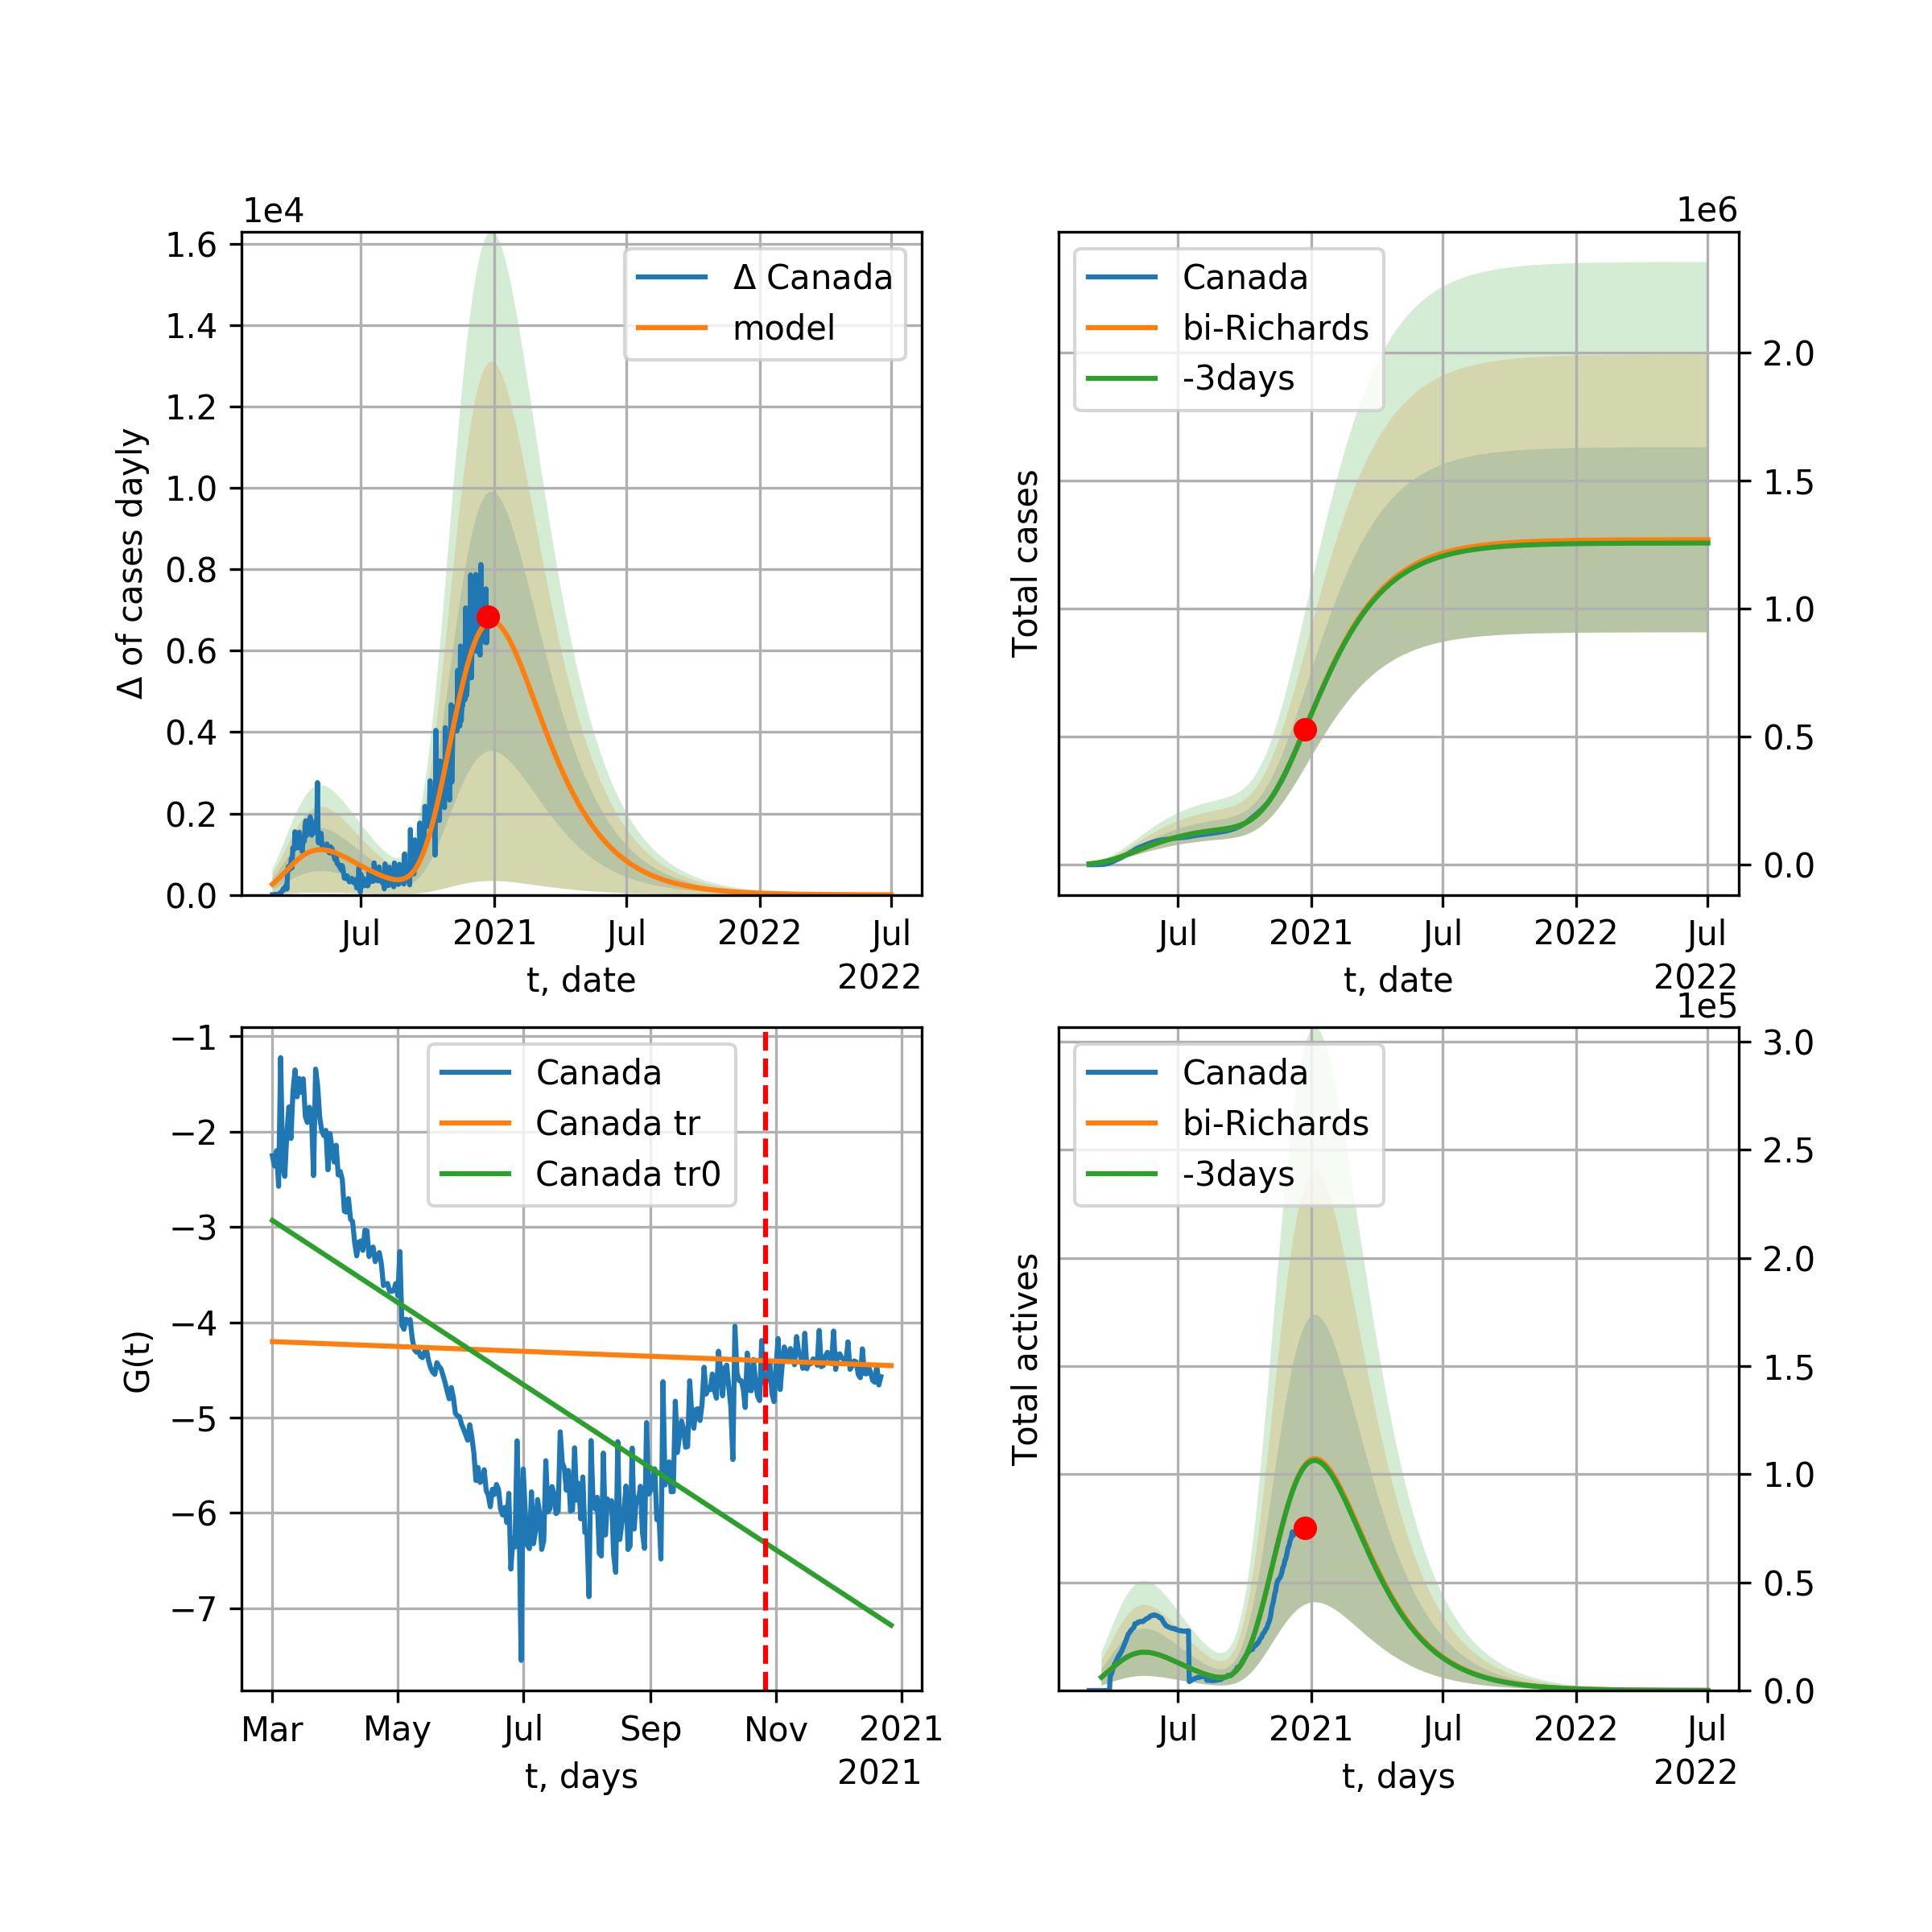 1e4
1.6
1.4
1.2
1.0
0.8
0.6
0.4
0.2
0.0
Δ of cases dayly
Δ Canada
model
Jul
2021
Jul
2022
Jul
2022
t, date
1e6
Canada
bi-Richards
-3days
Total cases
2.0
1.5
1.0
0.5
0.0
Jul
2021
Jul
2022
Jul
2022
t, date
−1
−2
−3
−4
−5
−6
−7
G(t)
Canada
Canada tr
Canada tr0
Mar
May
Jul
Sep
Nov
2021
2021
t, days
1e5
Canada
bi-Richards
-3days
Total actives
3.0
2.5
2.0
1.5
1.0
0.5
0.0
Jul
2021
Jul
2022
Jul
2022
t, days